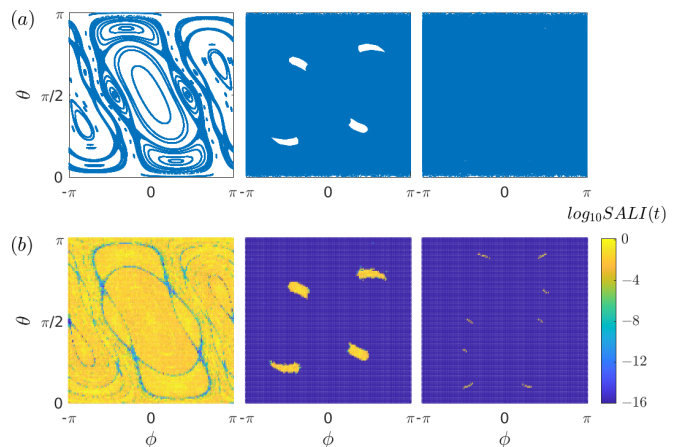 (a)
π
θ
π/2
0
-π 0 π -π 0 π -π 0 π
log₁₀SALI(t)
(b)
π
0
-4
θ
π/2
-8
-12
0
-16
-π 0 π -π 0 π -π 0 π
ϕ ϕ ϕ